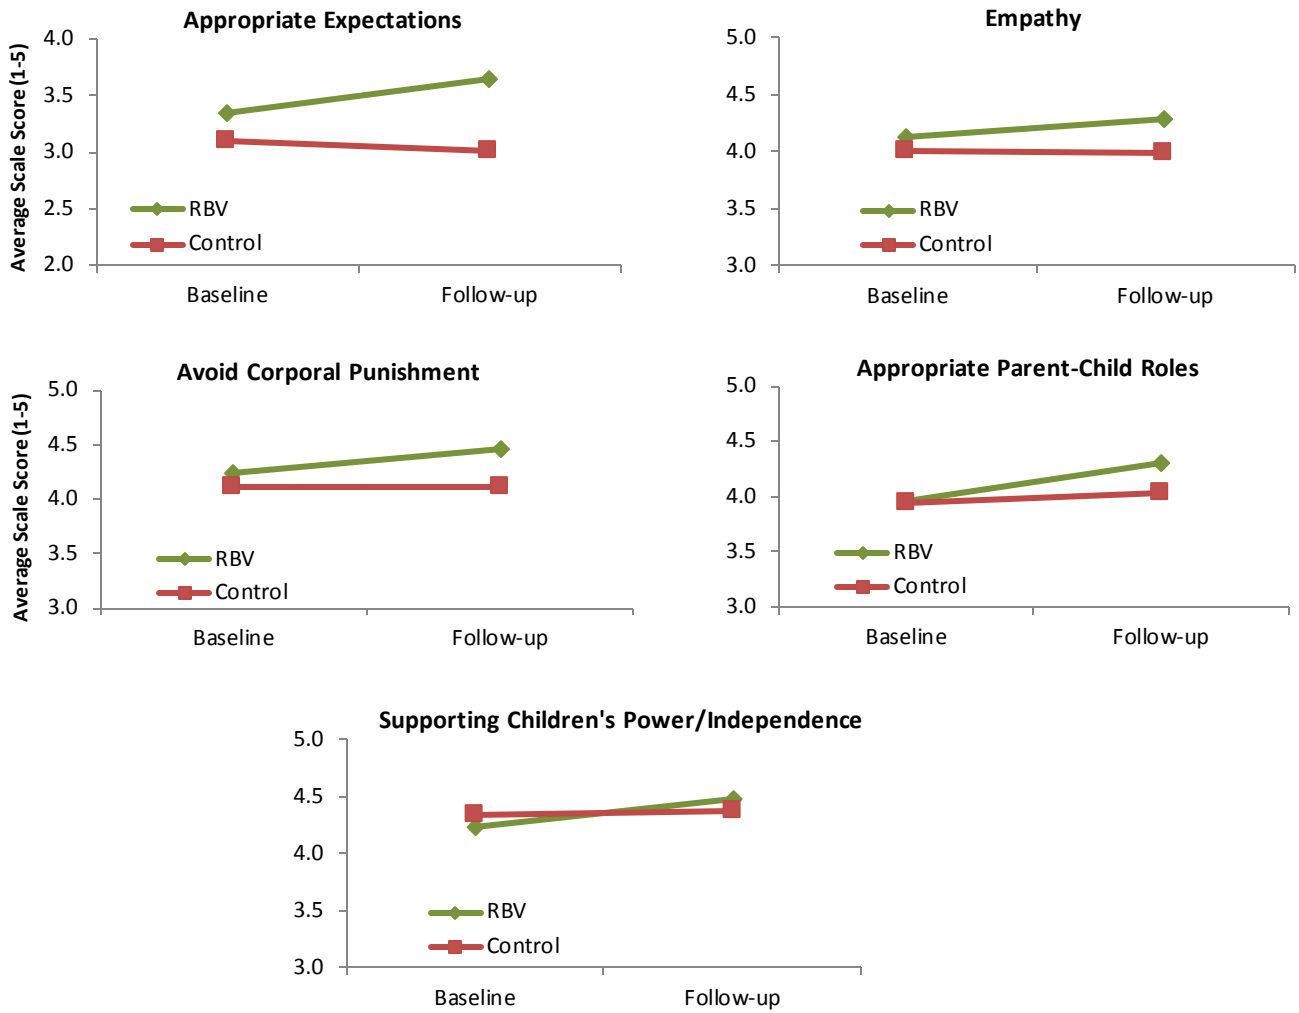 Appropriate Expectations
Average Scale Score (1-5)
4.0
3.5
3.0
2.5
2.0
RBV
Control
Baseline
Follow-up
Empathy
5.0
4.5
4.0
3.5
3.0
RBV
Control
Baseline
Follow-up
Avoid Corporal Punishment
Average Scale Score (1-5)
5.0
4.5
4.0
3.5
3.0
RBV
Control
Baseline
Follow-up
Appropriate Parent-Child Roles
5.0
4.5
4.0
3.5
3.0
RBV
Control
Baseline
Follow-up
Supporting Children's Power/Independence
5.0
4.5
4.0
3.5
3.0
RBV
Control
Baseline
Follow-up